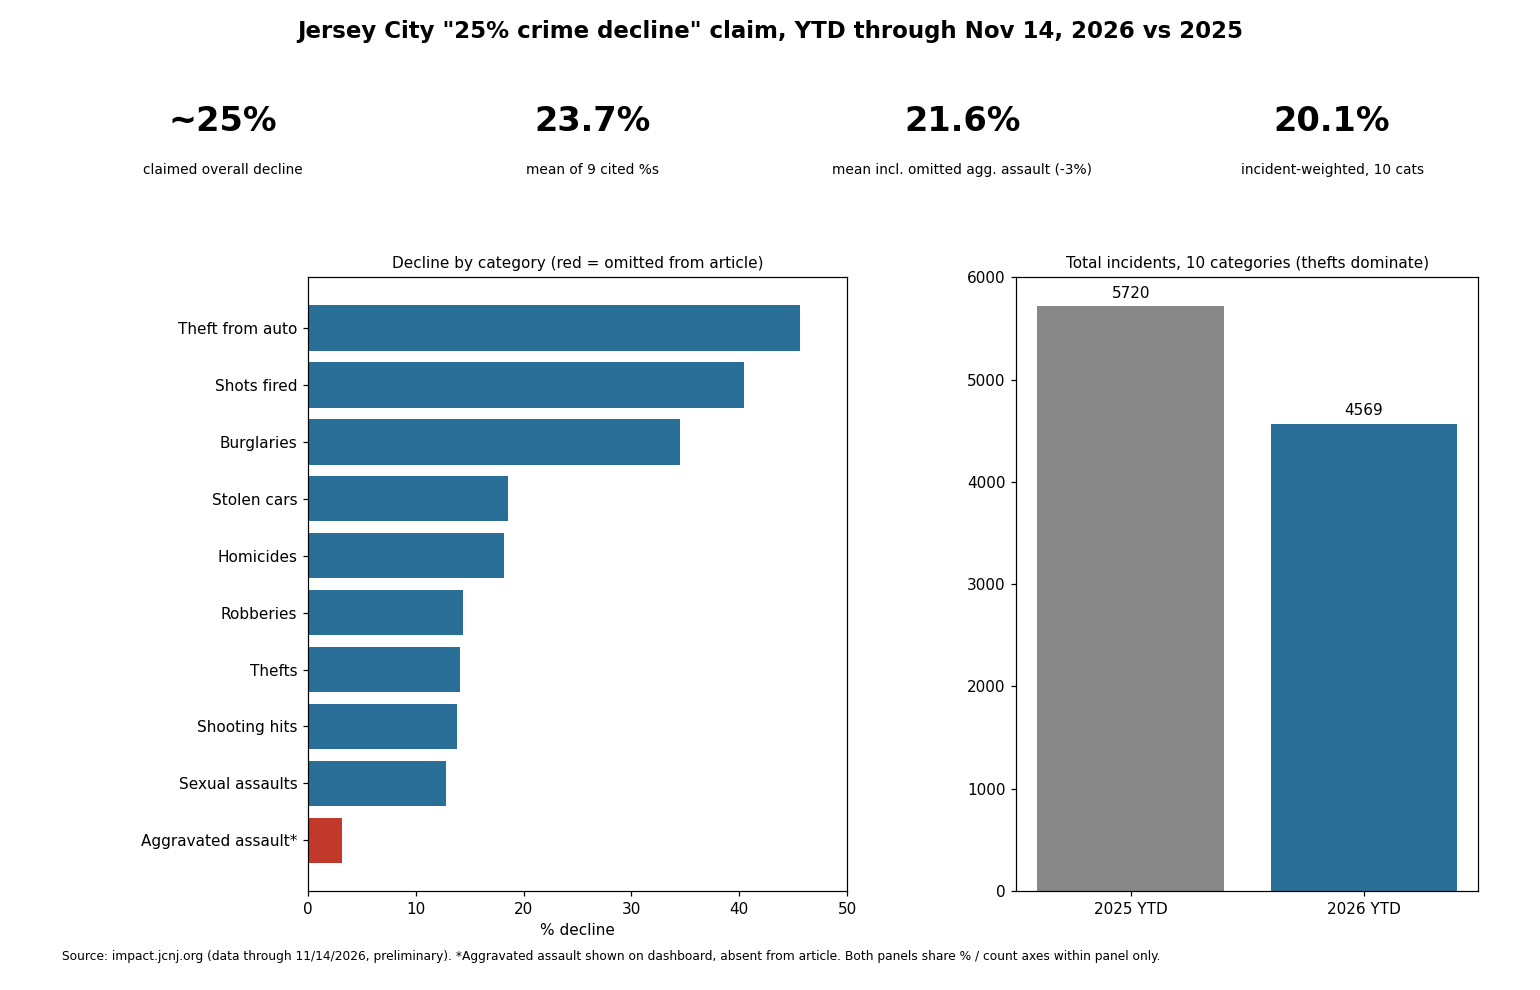 Jersey City "25% crime decline" claim, YTD through Nov 14, 2026 vs 2025
~25%
claimed overall decline
23.7%
mean of 9 cited %s
21.6%
mean incl. omitted agg. assault (-3%)
20.1%
incident-weighted, 10 cats
Decline by category (red = omitted from article)
Theft from auto
Shots fired
Burglaries
Stolen cars
Homicides
Robberies
Thefts
Shooting hits
Sexual assaults
Aggravated assault*
0 10 20 30 40 50
% decline
Total incidents, 10 categories (thefts dominate)
6000
5000
4000
3000
2000
1000
0
5720
4569
2025 YTD 2026 YTD
Source: impact.jcnj.org (data through 11/14/2026, preliminary). *Aggravated assault shown on dashboard, absent from article. Both panels share % / count axes within panel only.